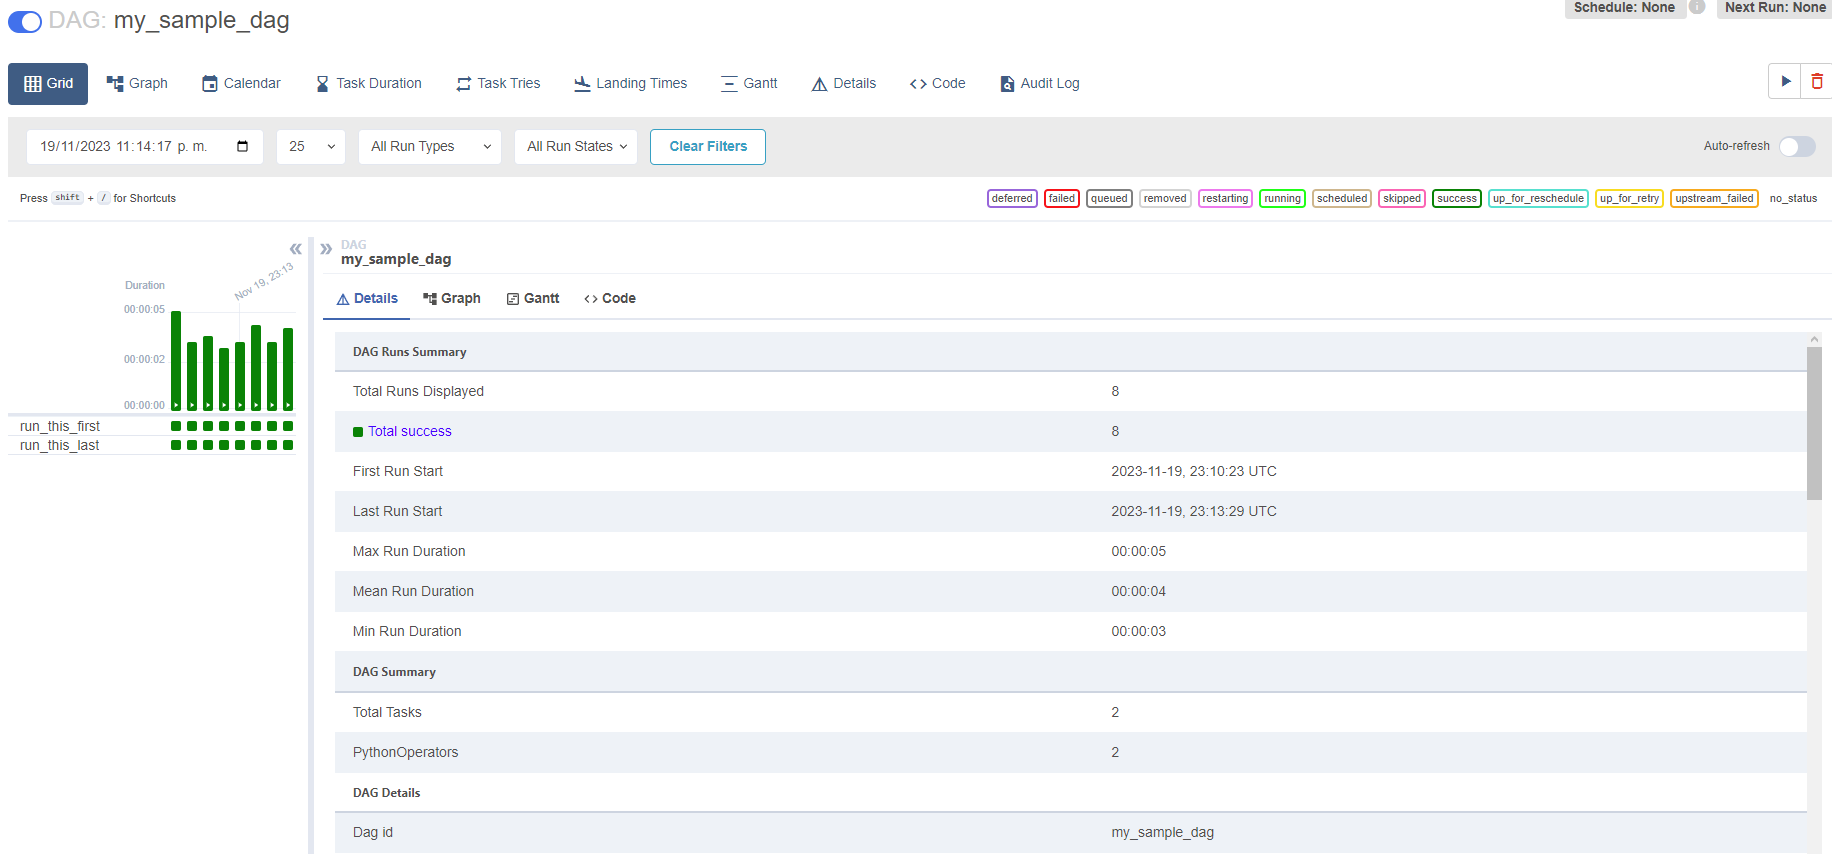 DAG: my_sample_dag
Schedule: None
Next Run: None
Grid
Graph
Calendar
Task Duration
Task Tries
Landing Times
Gantt
Details
Code
Audit Log
19/11/2023 11:14:17 p. m.
25
All Run Types
All Run States
Clear Filters
Auto-refresh
Press shift + / for Shortcuts
deferred
failed
queued
removed
restarting
running
scheduled
skipped
success
up_for_reschedule
up_for_retry
upstream_failed
no_status
Nov 19, 23:13
Duration
00:00:05
00:00:02
00:00:00
run_this_first
run_this_last
DAG
my_sample_dag
Details
Graph
Gantt
Code
DAG Runs Summary
Total Runs Displayed 8
Total success 8
First Run Start 2023-11-19, 23:10:23 UTC
Last Run Start 2023-11-19, 23:13:29 UTC
Max Run Duration 00:00:05
Mean Run Duration 00:00:04
Min Run Duration 00:00:03
DAG Summary
Total Tasks 2
PythonOperators 2
DAG Details
Dag id my_sample_dag